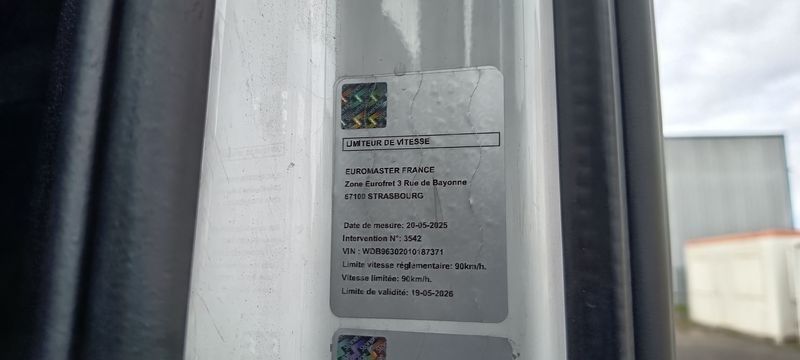 LIMITEUR DE VITESSE
EUROMASTER FRANCE
Zone Eurofret 3 Rue de Bayonne
67100 STRASBOURG
Date de mesure: 20-05-2025
Intervention N°: 3542
VIN : WDB96302010187371
Limite vitesse réglementaire: 90km/h.
Vitesse limitée: 90km/h.
Limite de validité: 19-05-2026